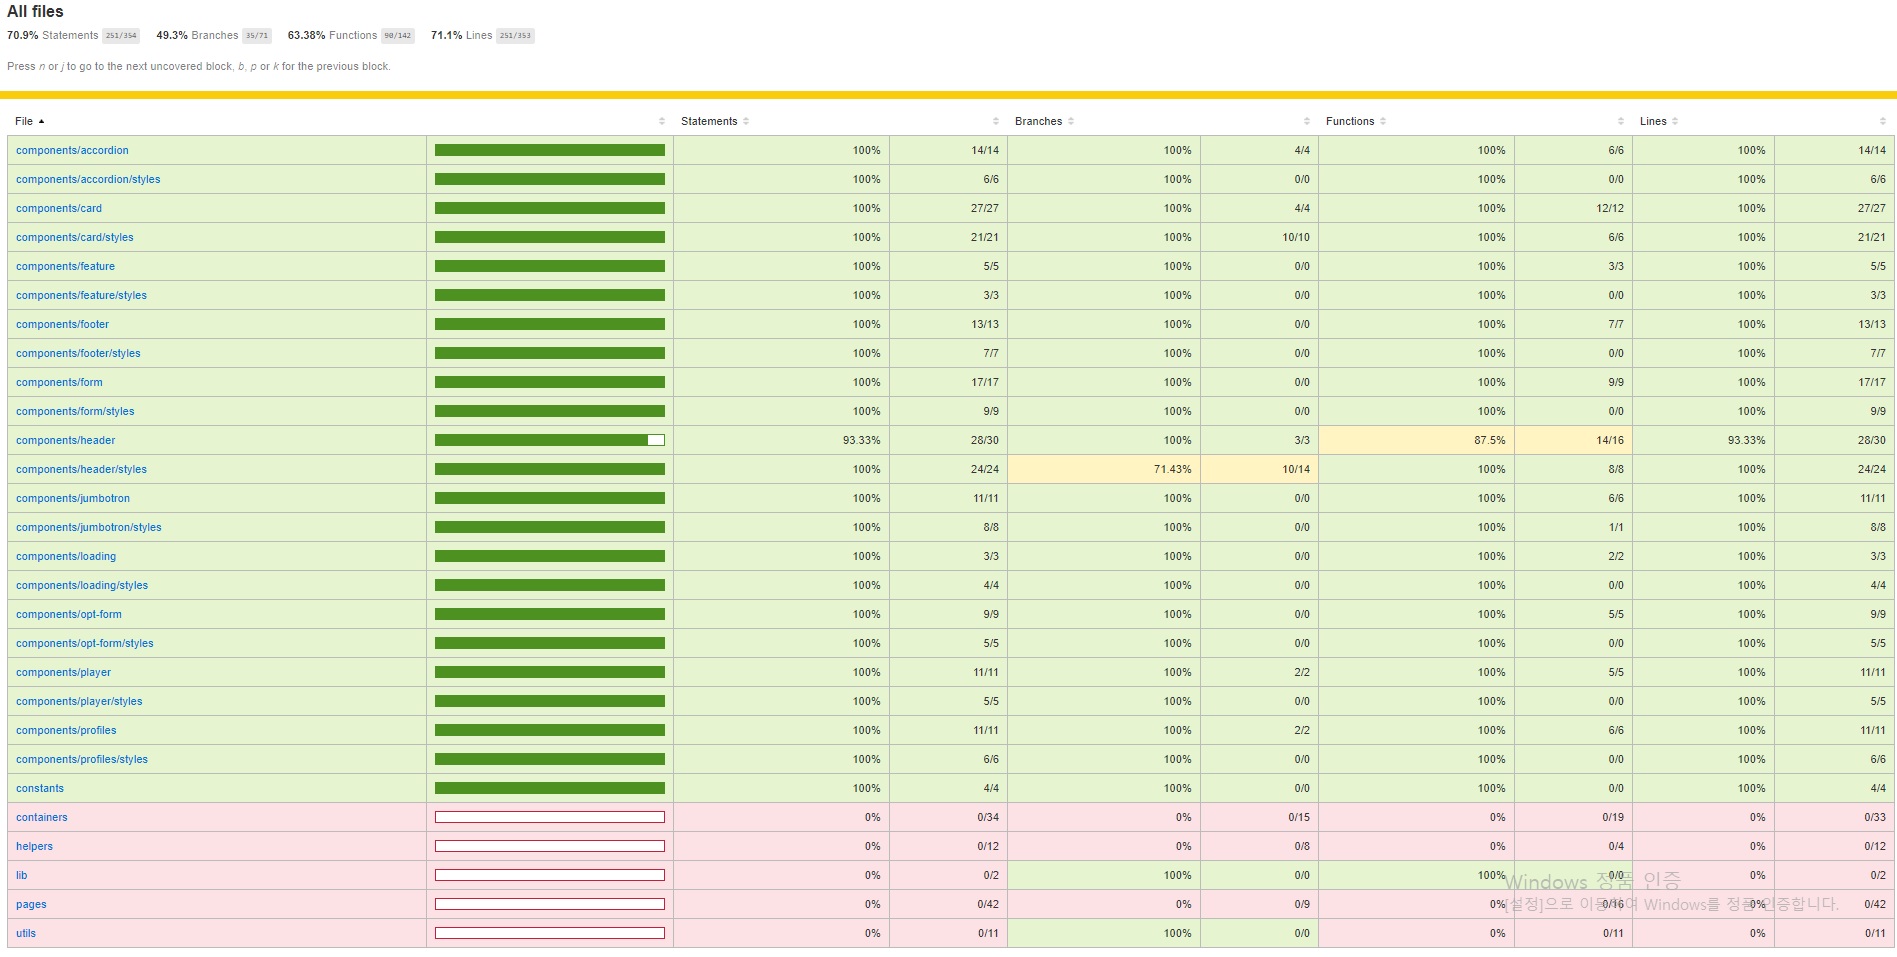 All files
70.9% Statements 251/354 49.3% Branches 35/71 63.38% Functions 90/142 71.1% Lines 251/353
Press n or j to go to the next uncovered block, b, p or k for the previous block.
File Statements Branches Functions Lines
components/accordion 100% 14/14 100% 4/4 100% 6/6 100% 14/14
components/accordion/styles 100% 6/6 100% 0/0 100% 0/0 100% 6/6
components/card 100% 27/27 100% 4/4 100% 12/12 100% 27/27
components/card/styles 100% 21/21 100% 10/10 100% 6/6 100% 21/21
components/feature 100% 5/5 100% 0/0 100% 3/3 100% 5/5
components/feature/styles 100% 3/3 100% 0/0 100% 0/0 100% 3/3
components/footer 100% 13/13 100% 0/0 100% 7/7 100% 13/13
components/footer/styles 100% 7/7 100% 0/0 100% 0/0 100% 7/7
components/form 100% 17/17 100% 0/0 100% 9/9 100% 17/17
components/form/styles 100% 9/9 100% 0/0 100% 0/0 100% 9/9
components/header 93.33% 28/30 100% 3/3 87.5% 14/16 93.33% 28/30
components/header/styles 100% 24/24 71.43% 10/14 100% 8/8 100% 24/24
components/jumbotron 100% 11/11 100% 0/0 100% 6/6 100% 11/11
components/jumbotron/styles 100% 8/8 100% 0/0 100% 1/1 100% 8/8
components/loading 100% 3/3 100% 0/0 100% 2/2 100% 3/3
components/loading/styles 100% 4/4 100% 0/0 100% 0/0 100% 4/4
components/opt-form 100% 9/9 100% 0/0 100% 5/5 100% 9/9
components/opt-form/styles 100% 5/5 100% 0/0 100% 0/0 100% 5/5
components/player 100% 11/11 100% 2/2 100% 5/5 100% 11/11
components/player/styles 100% 5/5 100% 0/0 100% 0/0 100% 5/5
components/profiles 100% 11/11 100% 2/2 100% 6/6 100% 11/11
components/profiles/styles 100% 6/6 100% 0/0 100% 0/0 100% 6/6
constants 100% 4/4 100% 0/0 100% 0/0 100% 4/4
containers 0% 0/34 0% 0/15 0% 0/19 0% 0/33
helpers 0% 0/12 0% 0/8 0% 0/4 0% 0/12
lib 0% 0/2 100% 0/0 100% 0/0 0% 0/2
Windows 정품 인증
pages 0% 0/42 0% 0/9 0% 0/16 0% 0/42
[설정]으로 이동하여 Windows를 정품 인증합니다.
utils 0% 0/11 100% 0/0 0% 0/11 0% 0/11